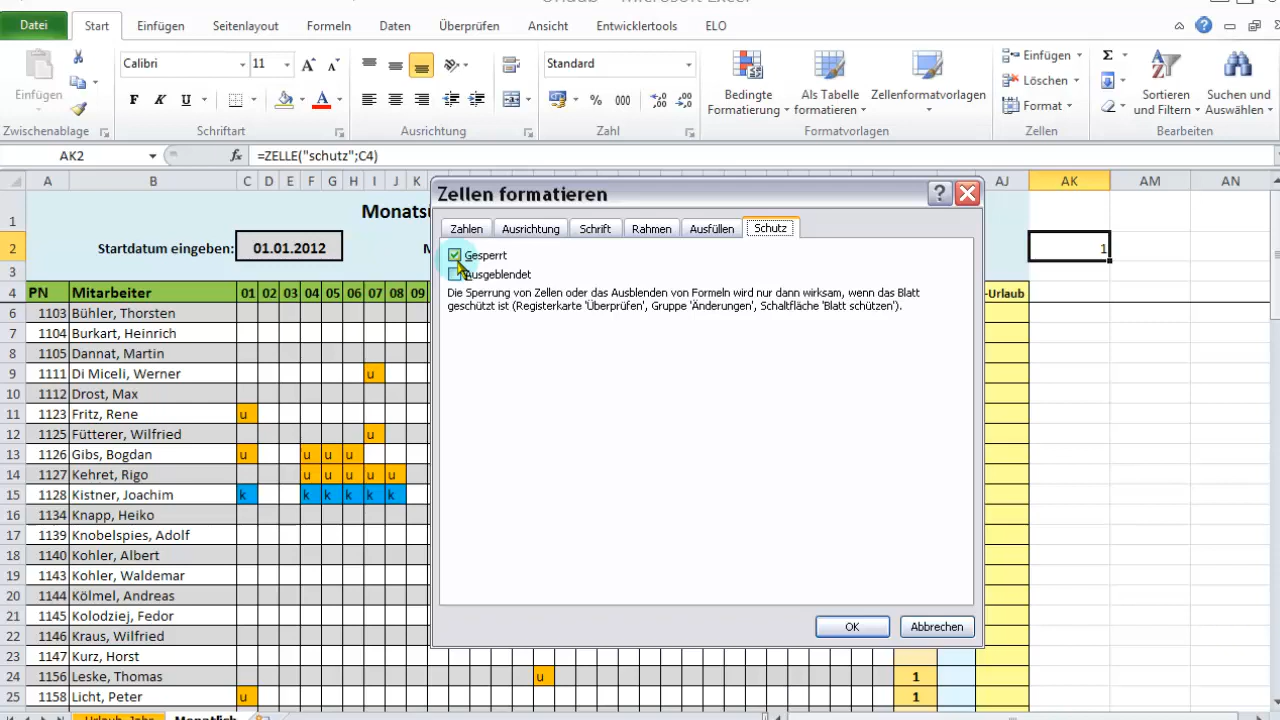 Datei Start Einfügen Seitenlayout Formeln Daten Überprüfen Ansicht Entwicklertools ELO
Einfügen
Zwischenablage
Calibri 11
F K U
Schriftart
Ausrichtung
Standard
% 000
Zahl
Bedingte Formatierung
Als Tabelle formatieren
Zellenformatvorlagen
Formatvorlagen
Einfügen
Löschen
Format
Zellen
Σ
Sortieren und Filtern
Suchen und Auswählen
Bearbeiten
AK2 fx =ZELLE("schutz";C4)
A B C D E F G H I J K AJ AK AM AN
1
2 Startdatum eingeben: 01.01.2012 1
3
4 PN Mitarbeiter 01 02 03 04 05 06 07 08 09 -Urlaub
6 1103 Bühler, Thorsten
7 1104 Burkart, Heinrich
8 1105 Dannat, Martin
9 1111 Di Miceli, Werner u
10 1112 Drost, Max
11 1123 Fritz, Rene u
12 1125 Fütterer, Wilfried u
13 1126 Gibs, Bogdan u u u u
14 1127 Kehret, Rigo u u u u u
15 1128 Kistner, Joachim k k k k k k
16 1134 Knapp, Heiko
17 1139 Knobelspies, Adolf
18 1140 Kohler, Albert
19 1143 Kohler, Waldemar
20 1144 Kölmel, Andreas
21 1145 Kolodziej, Fedor
22 1146 Kraus, Wilfried
23 1147 Kurz, Horst
24 1156 Leske, Thomas u 1
25 1158 Licht, Peter u 1
Zellen formatieren
Zahlen Ausrichtung Schrift Rahmen Ausfüllen Schutz
Gesperrt
Ausgeblendet
Die Sperrung von Zellen oder das Ausblenden von Formeln wird nur dann wirksam, wenn das Blatt
geschützt ist (Registerkarte 'Überprüfen', Gruppe 'Änderungen', Schaltfläche 'Blatt schützen').
OK Abbrechen